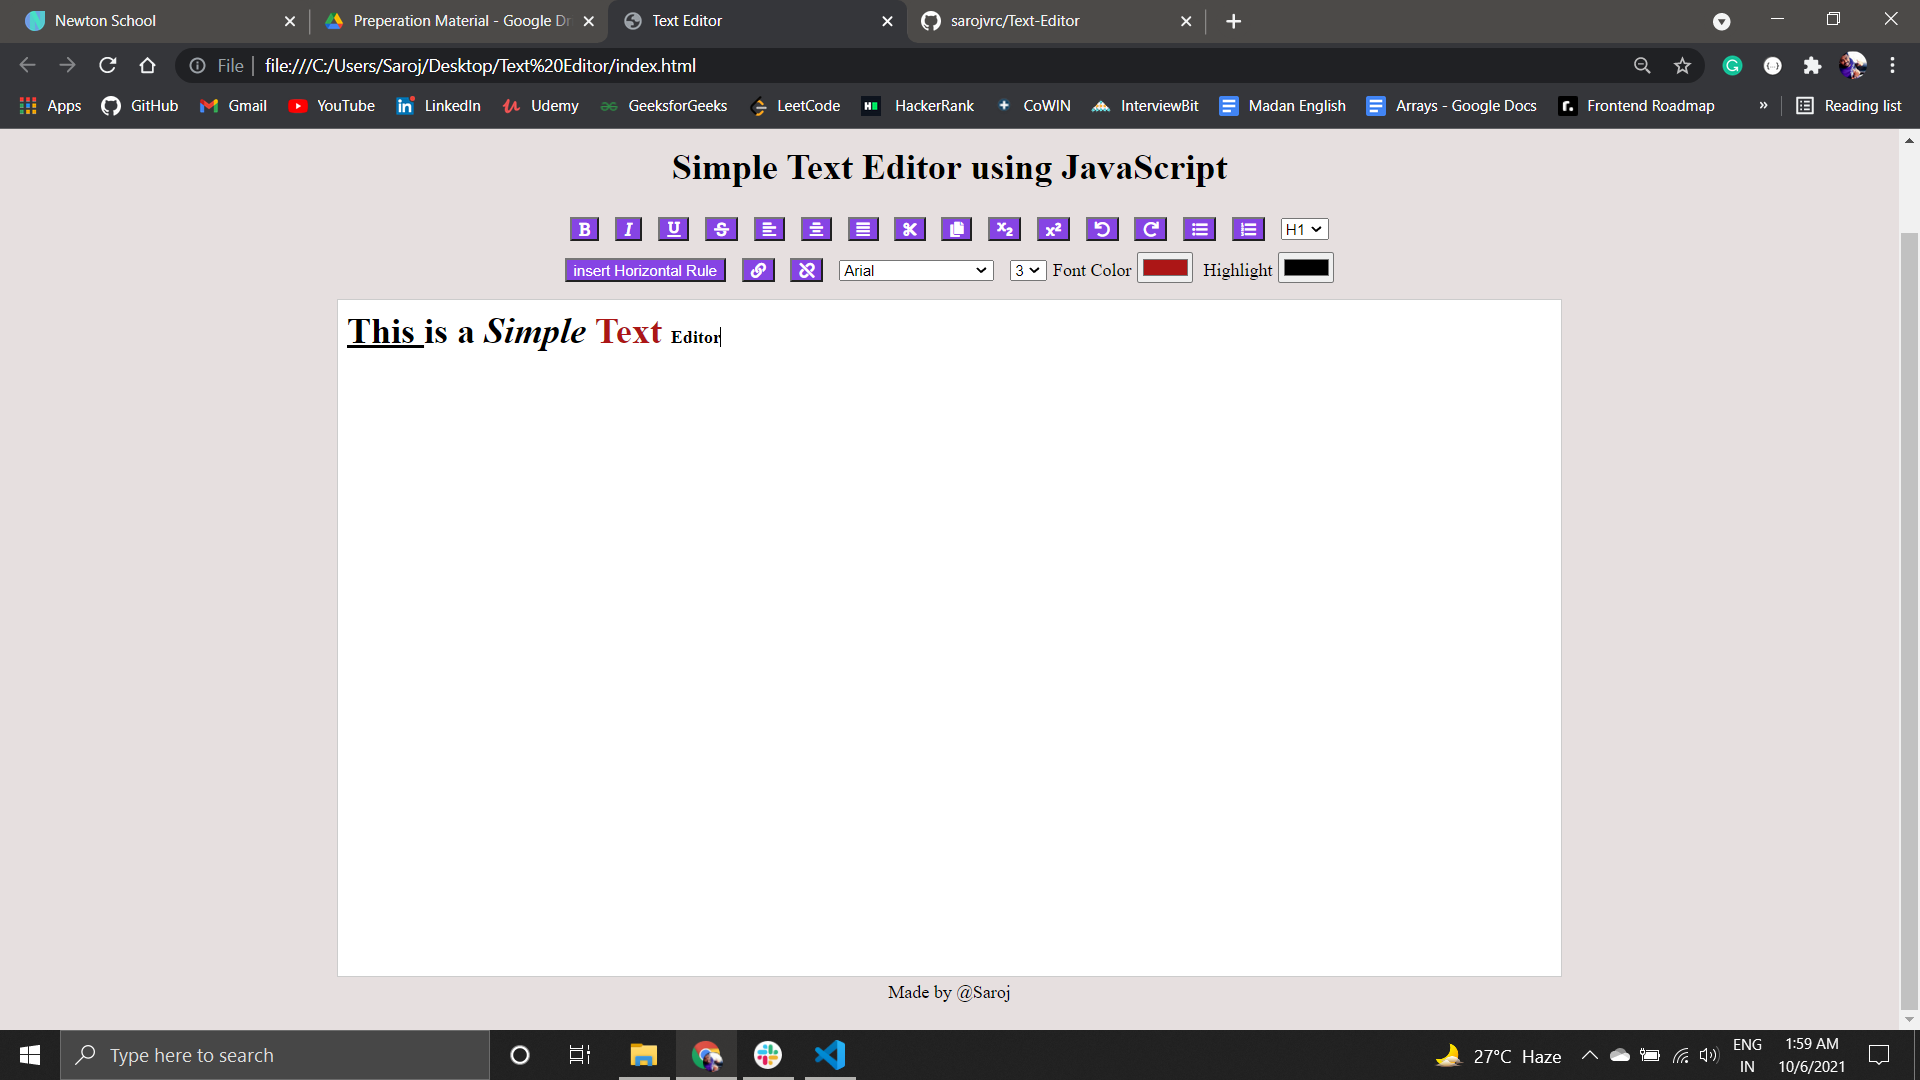 Newton School
Preperation Material - Google Dr
Text Editor
sarojvrc/Text-Editor
File
file:///C:/Users/Saroj/Desktop/Text%20Editor/index.html
Apps GitHub Gmail YouTube LinkedIn Udemy GeeksforGeeks LeetCode HackerRank CoWIN InterviewBit Madan English Arrays - Google Docs Frontend Roadmap » Reading list
Simple Text Editor using JavaScript
B I U S x2 x2 H1
insert Horizontal Rule Arial 3 Font Color Highlight
This is a Simple Text Editor
Made by @Saroj
Type here to search
27°C Haze
ENG
IN
1:59 AM
10/6/2021